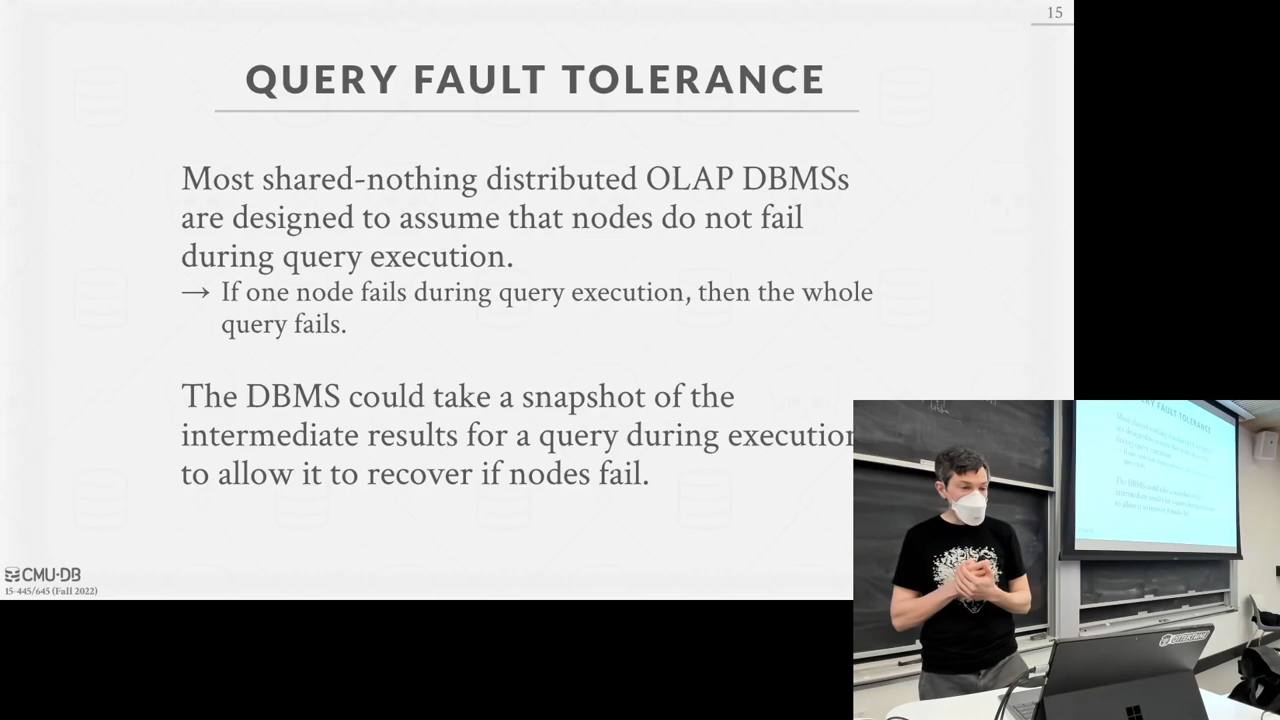 15
QUERY FAULT TOLERANCE
Most shared-nothing distributed OLAP DBMSs
are designed to assume that nodes do not fail
during query execution.
→ If one node fails during query execution, then the whole
query fails.
The DBMS could take a snapshot of the
intermediate results for a query during execution
to allow it to recover if nodes fail.
CMU·DB
15-445/645 (Fall 2022)
QUERY FAULT TOLERANCE